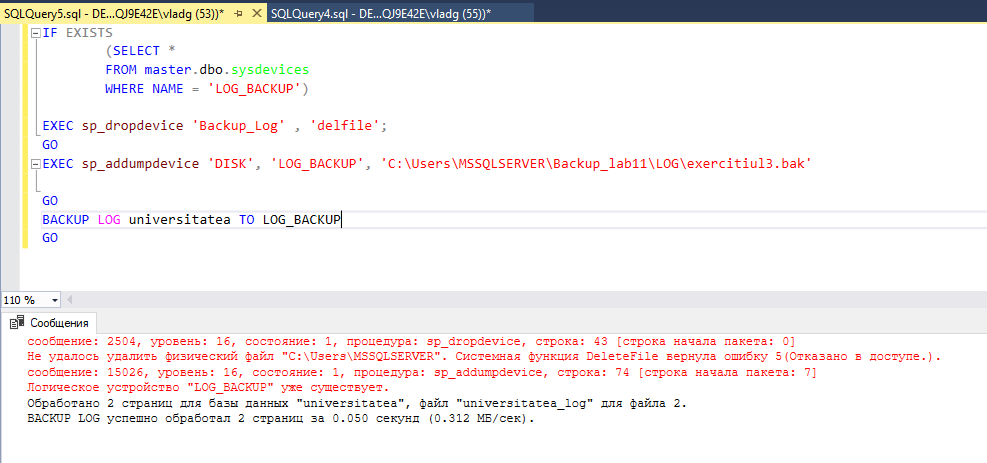 SQLQuery5.sql - DE...QJ9E42E\vladg (53))* SQLQuery4.sql - DE...QJ9E42E\vladg (55))*
IF EXISTS
(SELECT *
FROM master.dbo.sysdevices
WHERE NAME = 'LOG_BACKUP')
EXEC sp_dropdevice 'Backup_Log' , 'delfile';
GO
EXEC sp_addumpdevice 'DISK', 'LOG_BACKUP', 'C:\Users\MSSQLSERVER\Backup_lab11\LOG\exercitiul3.bak'
GO
BACKUP LOG universitatea TO LOG_BACKUP
GO
110 %
Сообщения
сообщение: 2504, уровень: 16, состояние: 1, процедура: sp_dropdevice, строка: 43 [строка начала пакета: 0]
Не удалось удалить физический файл "C:\Users\MSSQLSERVER". Системная функция DeleteFile вернула ошибку 5(Отказано в доступе.).
сообщение: 15026, уровень: 16, состояние: 1, процедура: sp_addumpdevice, строка: 74 [строка начала пакета: 7]
Логическое устройство "LOG_BACKUP" уже существует.
Обработано 2 страниц для базы данных "universitatea", файл "universitatea_log" для файла 2.
BACKUP LOG успешно обработал 2 страниц за 0.050 секунд (0.312 МБ/сек).